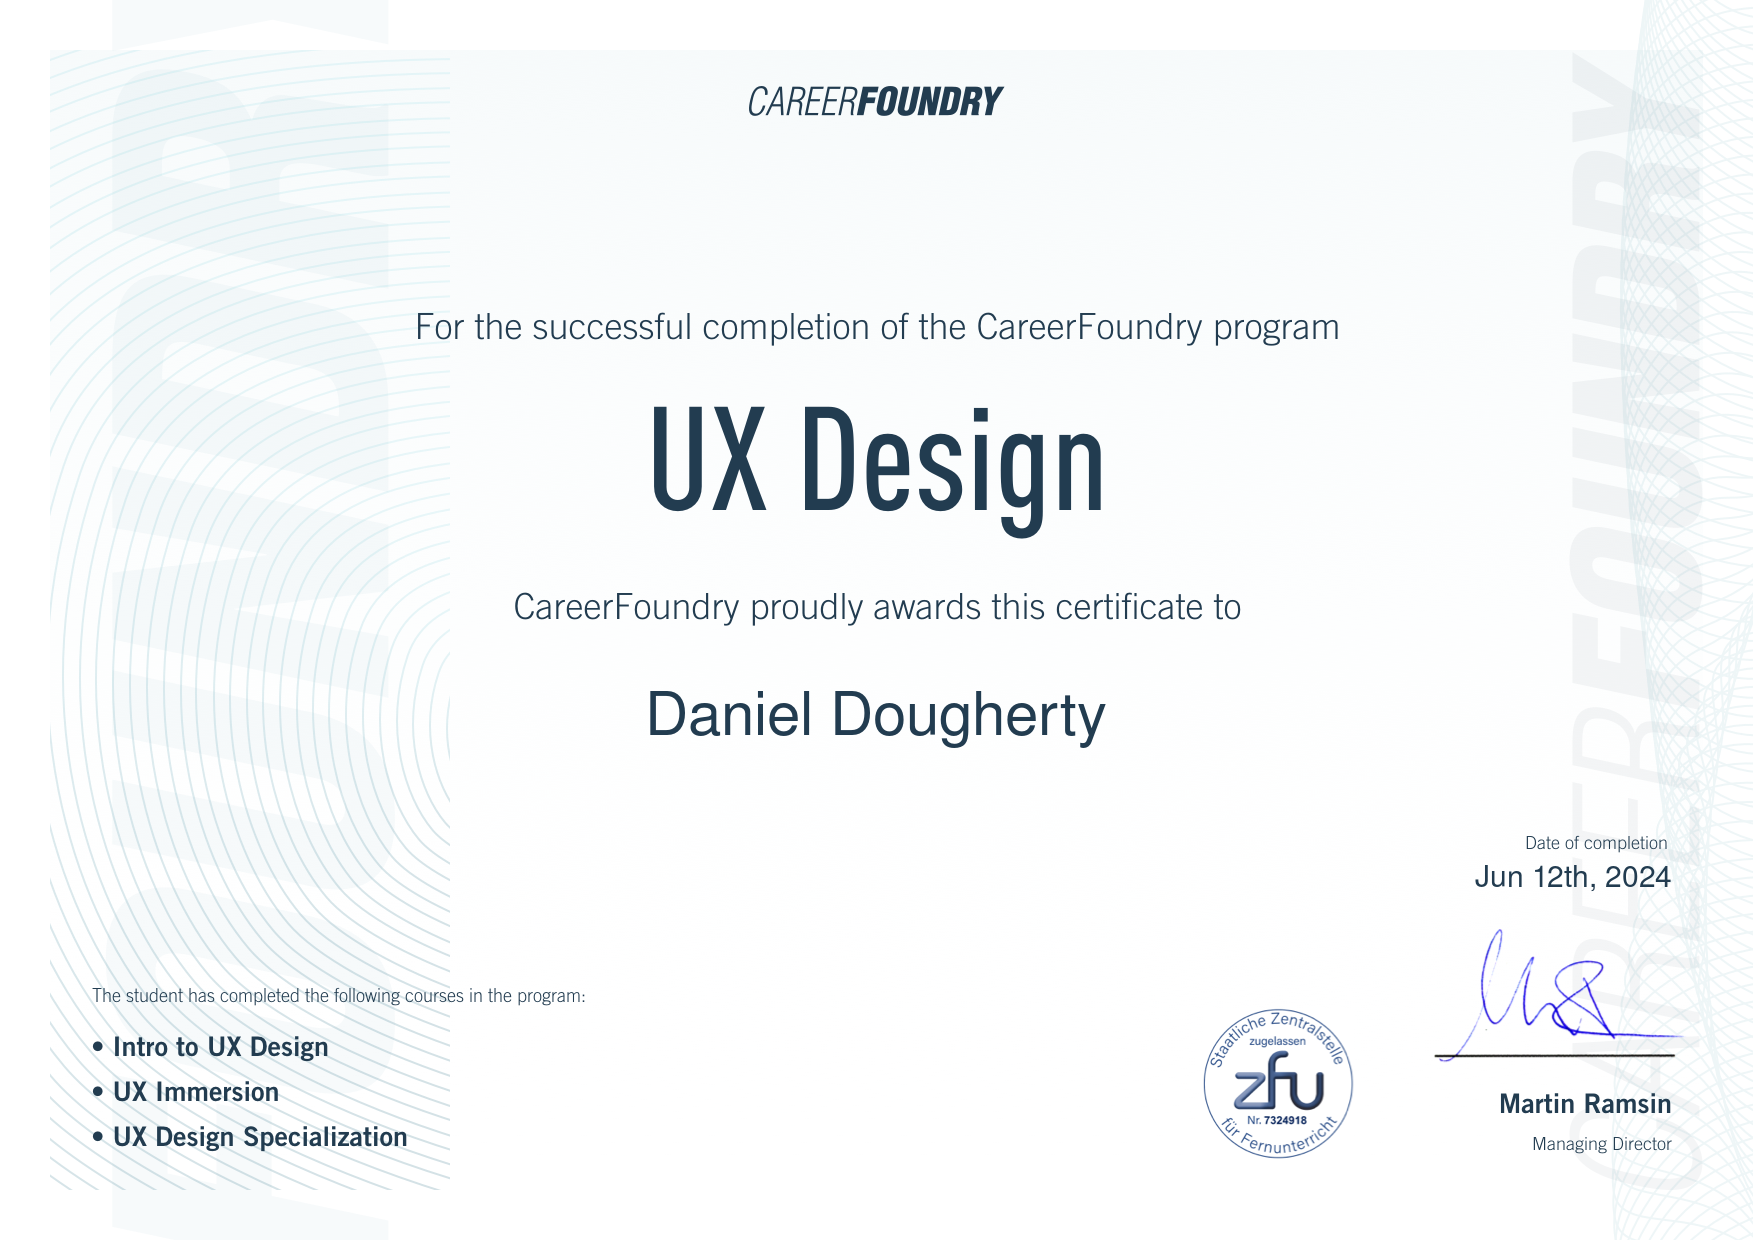 CAREERFOUNDRY
For the successful completion of the CareerFoundry program
UX Design
CareerFoundry proudly awards this certificate to
Daniel Dougherty
Date of completion
Jun 12th, 2024
The student has completed the following courses in the program:
• Intro to UX Design
• UX Immersion
• UX Design Specialization
Staatliche Zentralstelle
zugelassen
zfu
Nr. 7324918
für Fernunterricht
Martin Ramsin
Managing Director
CAREERFOUNDRY